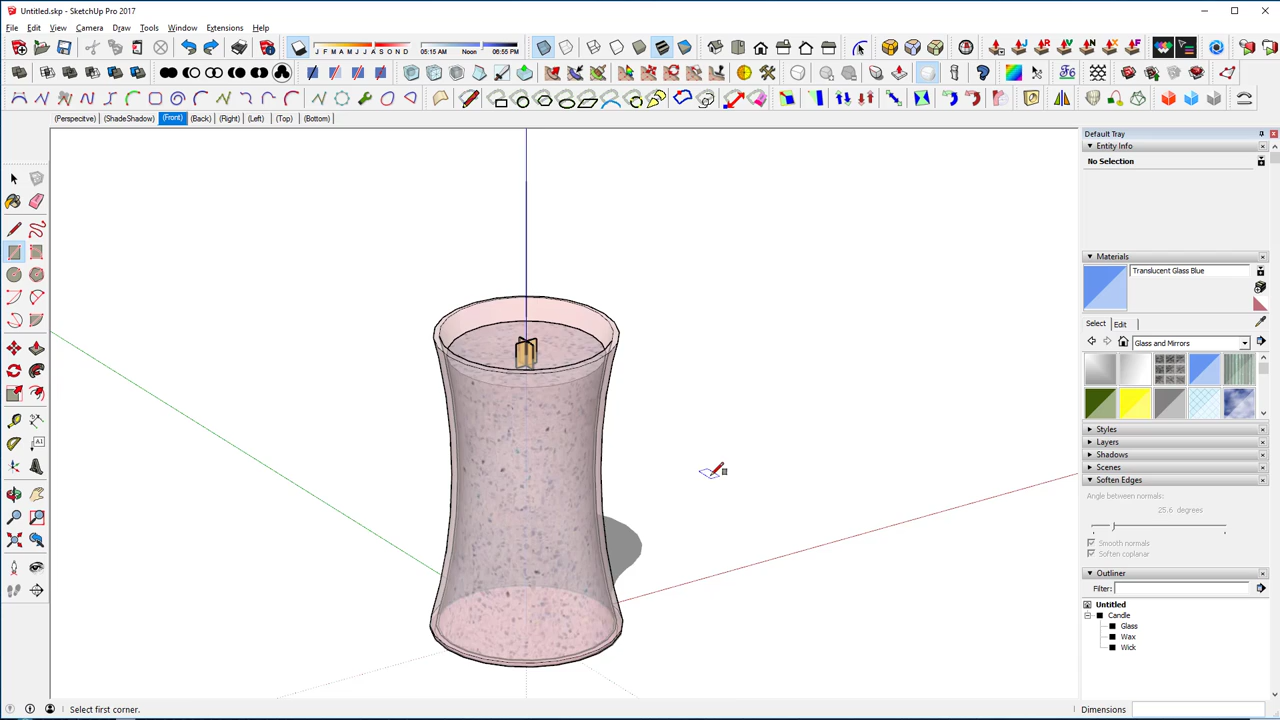 Untitled.skp - SketchUp Pro 2017
File Edit View Camera Draw Tools Window Extensions Help
J F M A M J J A S O N D 05:15 AM Noon 06:55 PM
(Perspecitve) (ShadeShadow) (Front) (Back) (Right) (Left) (Top) (Bottom)
Default Tray
Entity Info
No Selection
Materials
Translucent Glass Blue
Select Edit
Glass and Mirrors
Styles
Layers
Shadows
Scenes
Soften Edges
Angle between normals:
25.6 degrees
Smooth normals
Soften coplanar
Outliner
Filter:
Untitled
Candle
Glass
Wax
Wick
Select first corner.
Dimensions